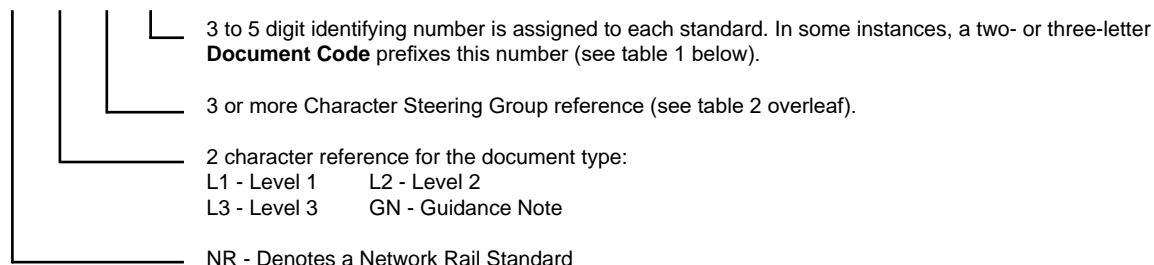 3 to 5 digit identifying number is assigned to each standard. In some instances, a two- or three-letter
Document Code prefixes this number (see table 1 below).
3 or more Character Steering Group reference (see table 2 overleaf).
2 character reference for the document type:
L1 - Level 1 L2 - Level 2
L3 - Level 3 GN - Guidance Note
NR - Denotes a Network Rail Standard